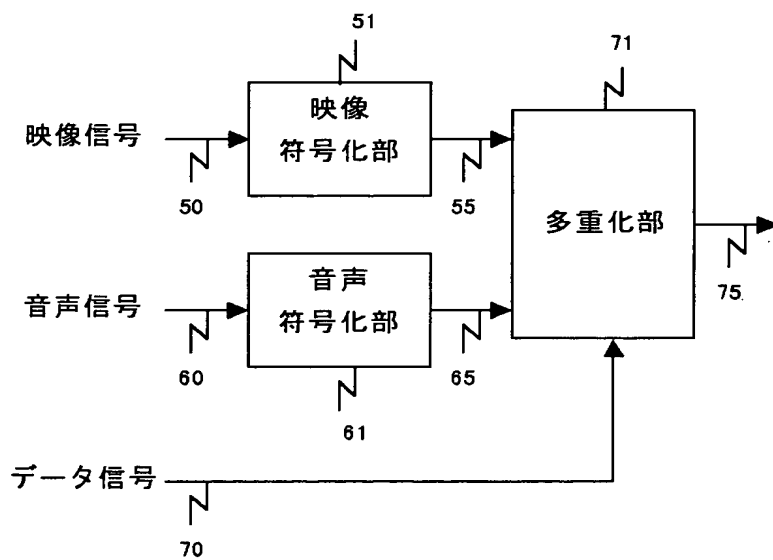 51
71
映像
符号化部
映像信号
50
55
多重化部
75
音声
符号化部
音声信号
60
65
61
データ信号
70